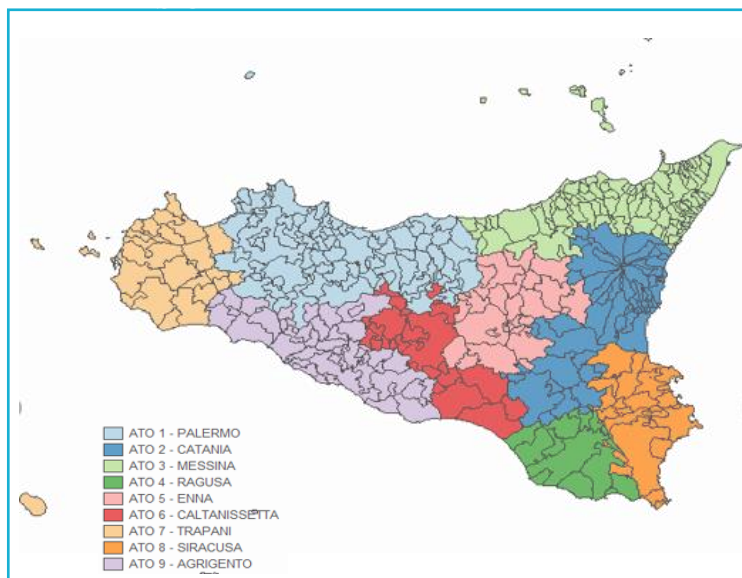 ATO 1 - PALERMO
ATO 2 - CATANIA
ATO 3 - MESSINA
ATO 4 - RAGUSA
ATO 5 - ENNA
ATO 6 - CALTANISSETTA
ATO 7 - TRAPANI
ATO 8 - SIRACUSA
ATO 9 - AGRIGENTO